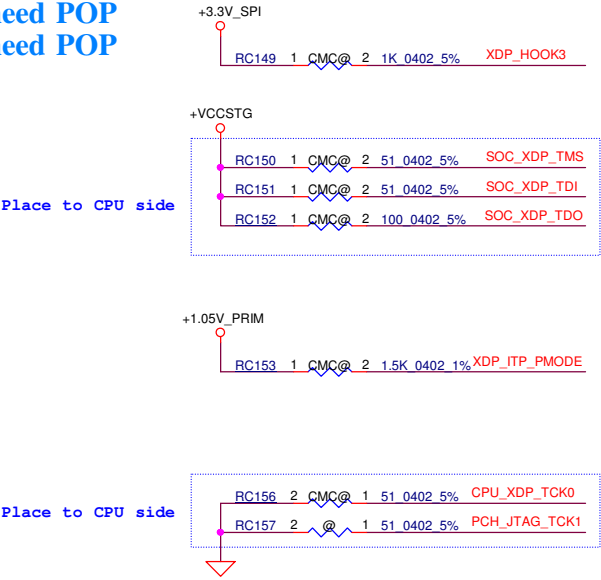 need POP
need POP
+3.3V_SPI
RC149 1 CMC@ 2 1K_0402_5% XDP_HOOK3
+VCCSTG
RC150 1 CMC@ 2 51_0402_5% SOC_XDP_TMS
RC151 1 CMC@ 2 51_0402_5% SOC_XDP_TDI
Place to CPU side
RC152 1 CMC@ 2 100_0402_5% SOC_XDP_TDO
+1.05V_PRIM
RC153 1 CMC@ 2 1.5K_0402_1% XDP_ITP_PMODE
RC156 2 CMC@ 1 51_0402_5% CPU_XDP_TCK0
Place to CPU side
RC157 2 @ 1 51_0402_5% PCH_JTAG_TCK1